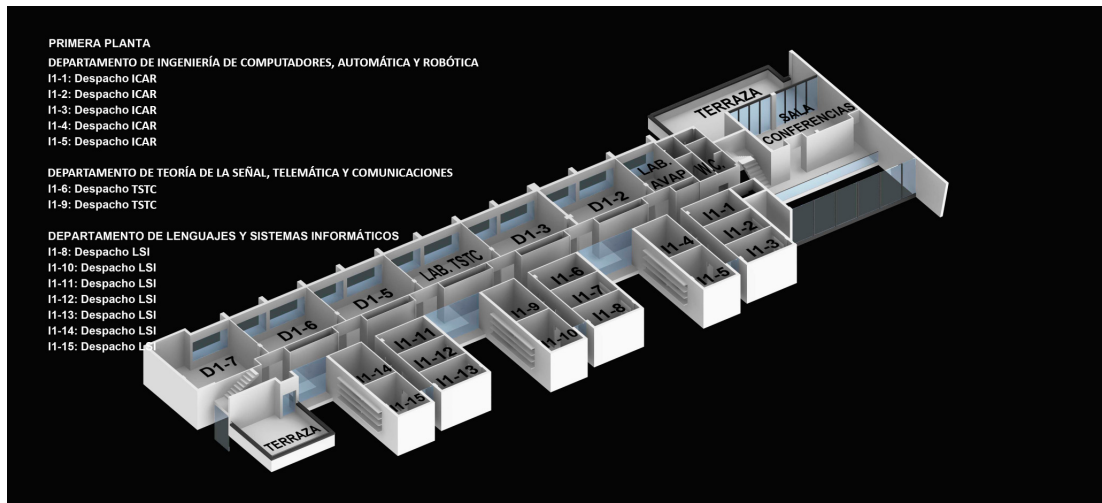 PRIMERA PLANTA
DEPARTAMENTO DE INGENIERÍA DE COMPUTADORES, AUTOMÁTICA Y ROBÓTICA
I1-1: Despacho ICAR
I1-2: Despacho ICAR
I1-3: Despacho ICAR
I1-4: Despacho ICAR
I1-5: Despacho ICAR
DEPARTAMENTO DE TEORÍA DE LA SEÑAL, TELEMÁTICA Y COMUNICACIONES
I1-6: Despacho TSTC
I1-9: Despacho TSTC
DEPARTAMENTO DE LENGUAJES Y SISTEMAS INFORMÁTICOS
I1-8: Despacho LSI
I1-10: Despacho LSI
I1-11: Despacho LSI
I1-12: Despacho LSI
I1-13: Despacho LSI
I1-14: Despacho LSI
I1-15: Despacho LSI
TERRAZA
SALA
CONFERENCIAS
LAB.
AVAP
W.C.
D1-2
D1-3
LAB. TSTC
D1-5
D1-6
D1-7
I1-1
I1-2
I1-3
I1-4
I1-5
I1-6
I1-7
I1-8
I1-9
I1-10
I1-11
I1-12
I1-13
I1-14
I1-15
TERRAZA